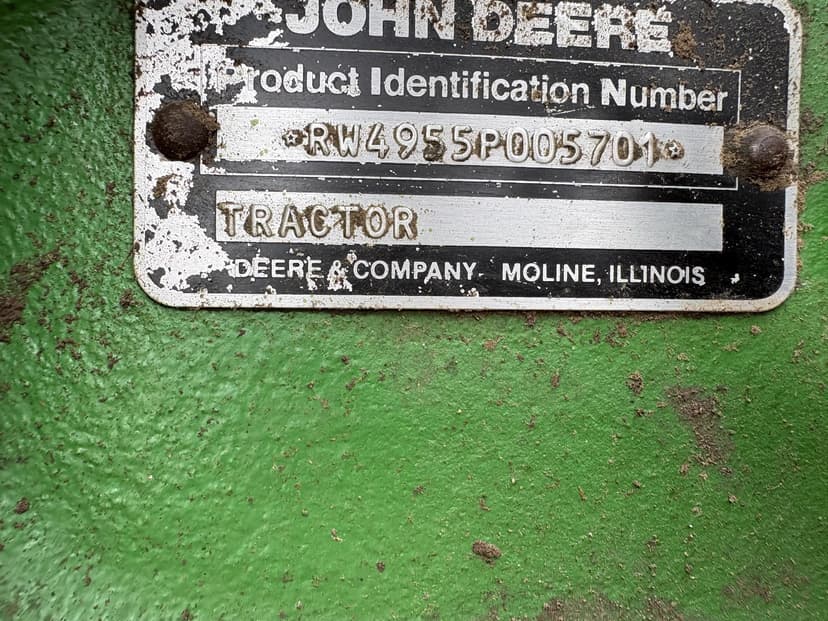 JOHN DEERE
Product Identification Number
*RW4955P005701*
TRACTOR
DEERE & COMPANY MOLINE, ILLINOIS